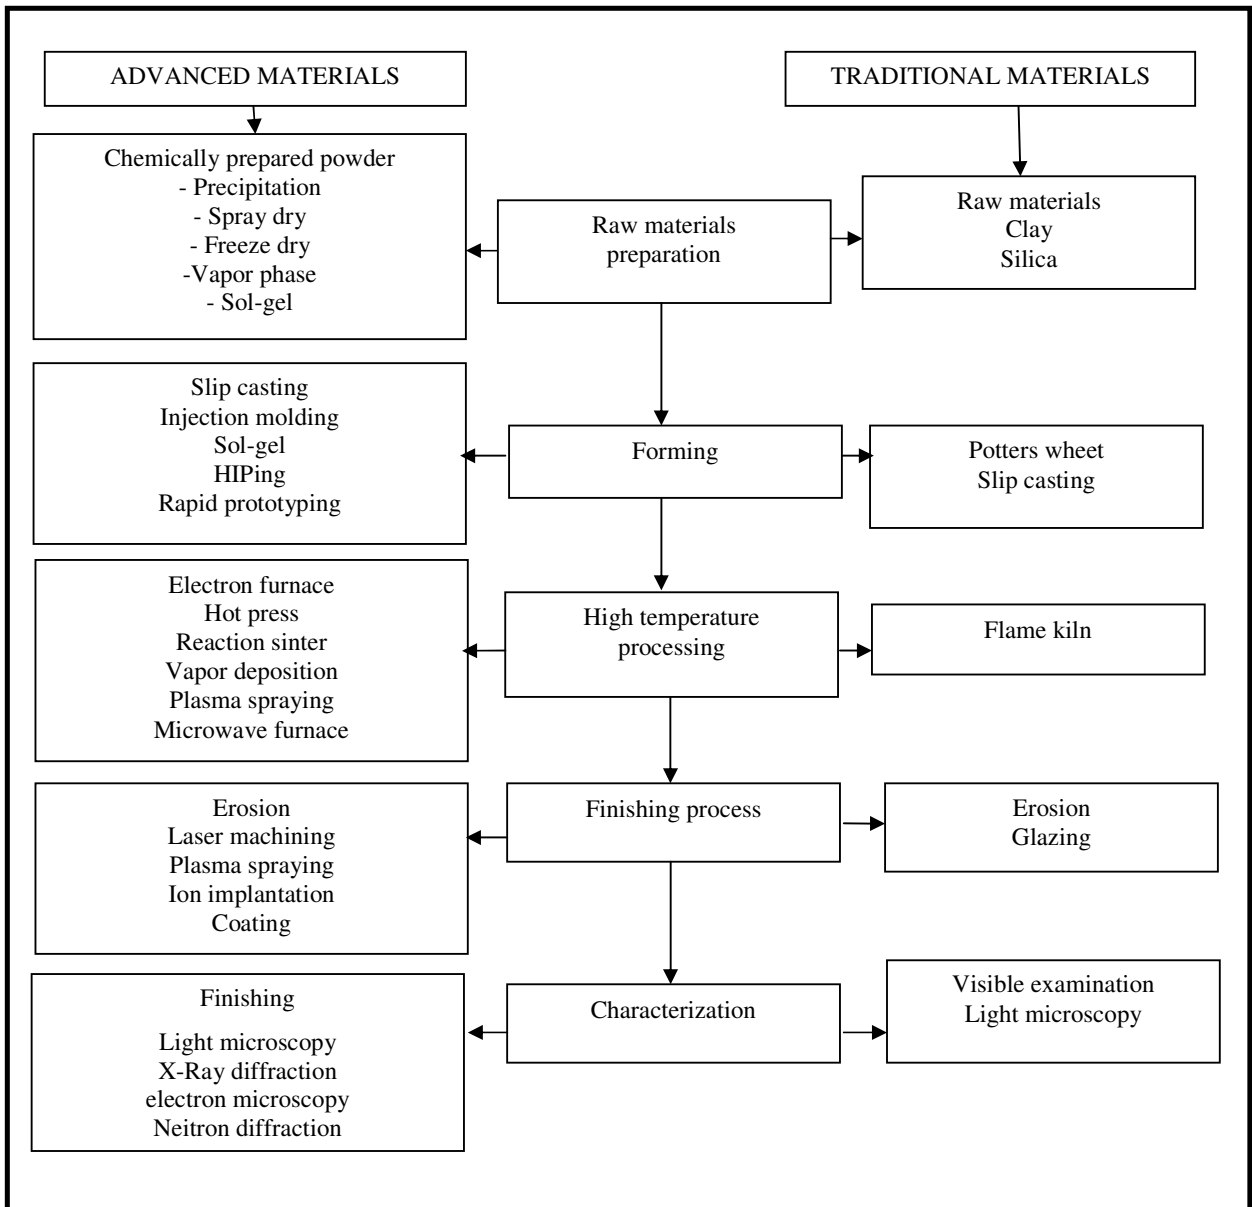 ADVANCED MATERIALS
TRADITIONAL MATERIALS
Chemically prepared powder
- Precipitation
- Spray dry
- Freeze dry
-Vapor phase
- Sol-gel
Raw materials
preparation
Raw materials
Clay
Silica
Slip casting
Injection molding
Sol-gel
HIPing
Rapid prototyping
Forming
Potters wheet
Slip casting
Electron furnace
Hot press
Reaction sinter
Vapor deposition
Plasma spraying
Microwave furnace
High temperature
processing
Flame kiln
Erosion
Laser machining
Plasma spraying
Ion implantation
Coating
Finishing process
Erosion
Glazing
Finishing
Light microscopy
X-Ray diffraction
electron microscopy
Neitron diffraction
Characterization
Visible examination
Light microscopy